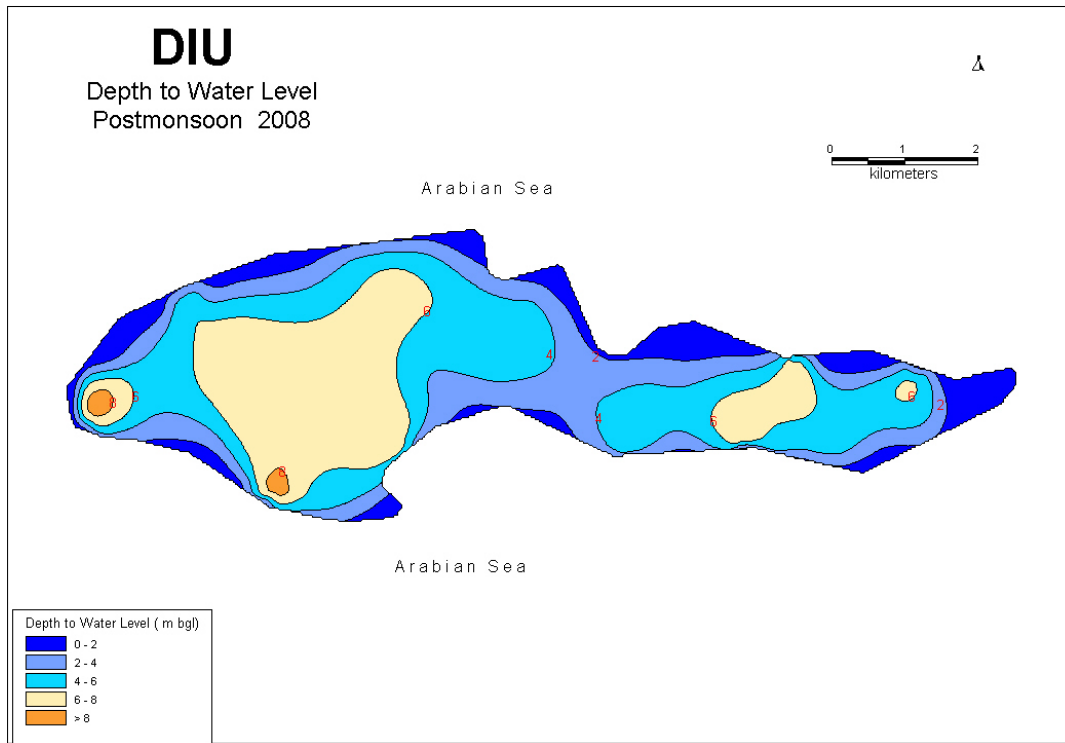 DIU
Depth to Water Level
Postmonsoon 2008
0 1 2
kilometers
Arabian Sea
6
4
2
6
8
4
6
6
2
8
Arabian Sea
Depth to Water Level ( m bgl)
0 - 2
2 - 4
4 - 6
6 - 8
> 8